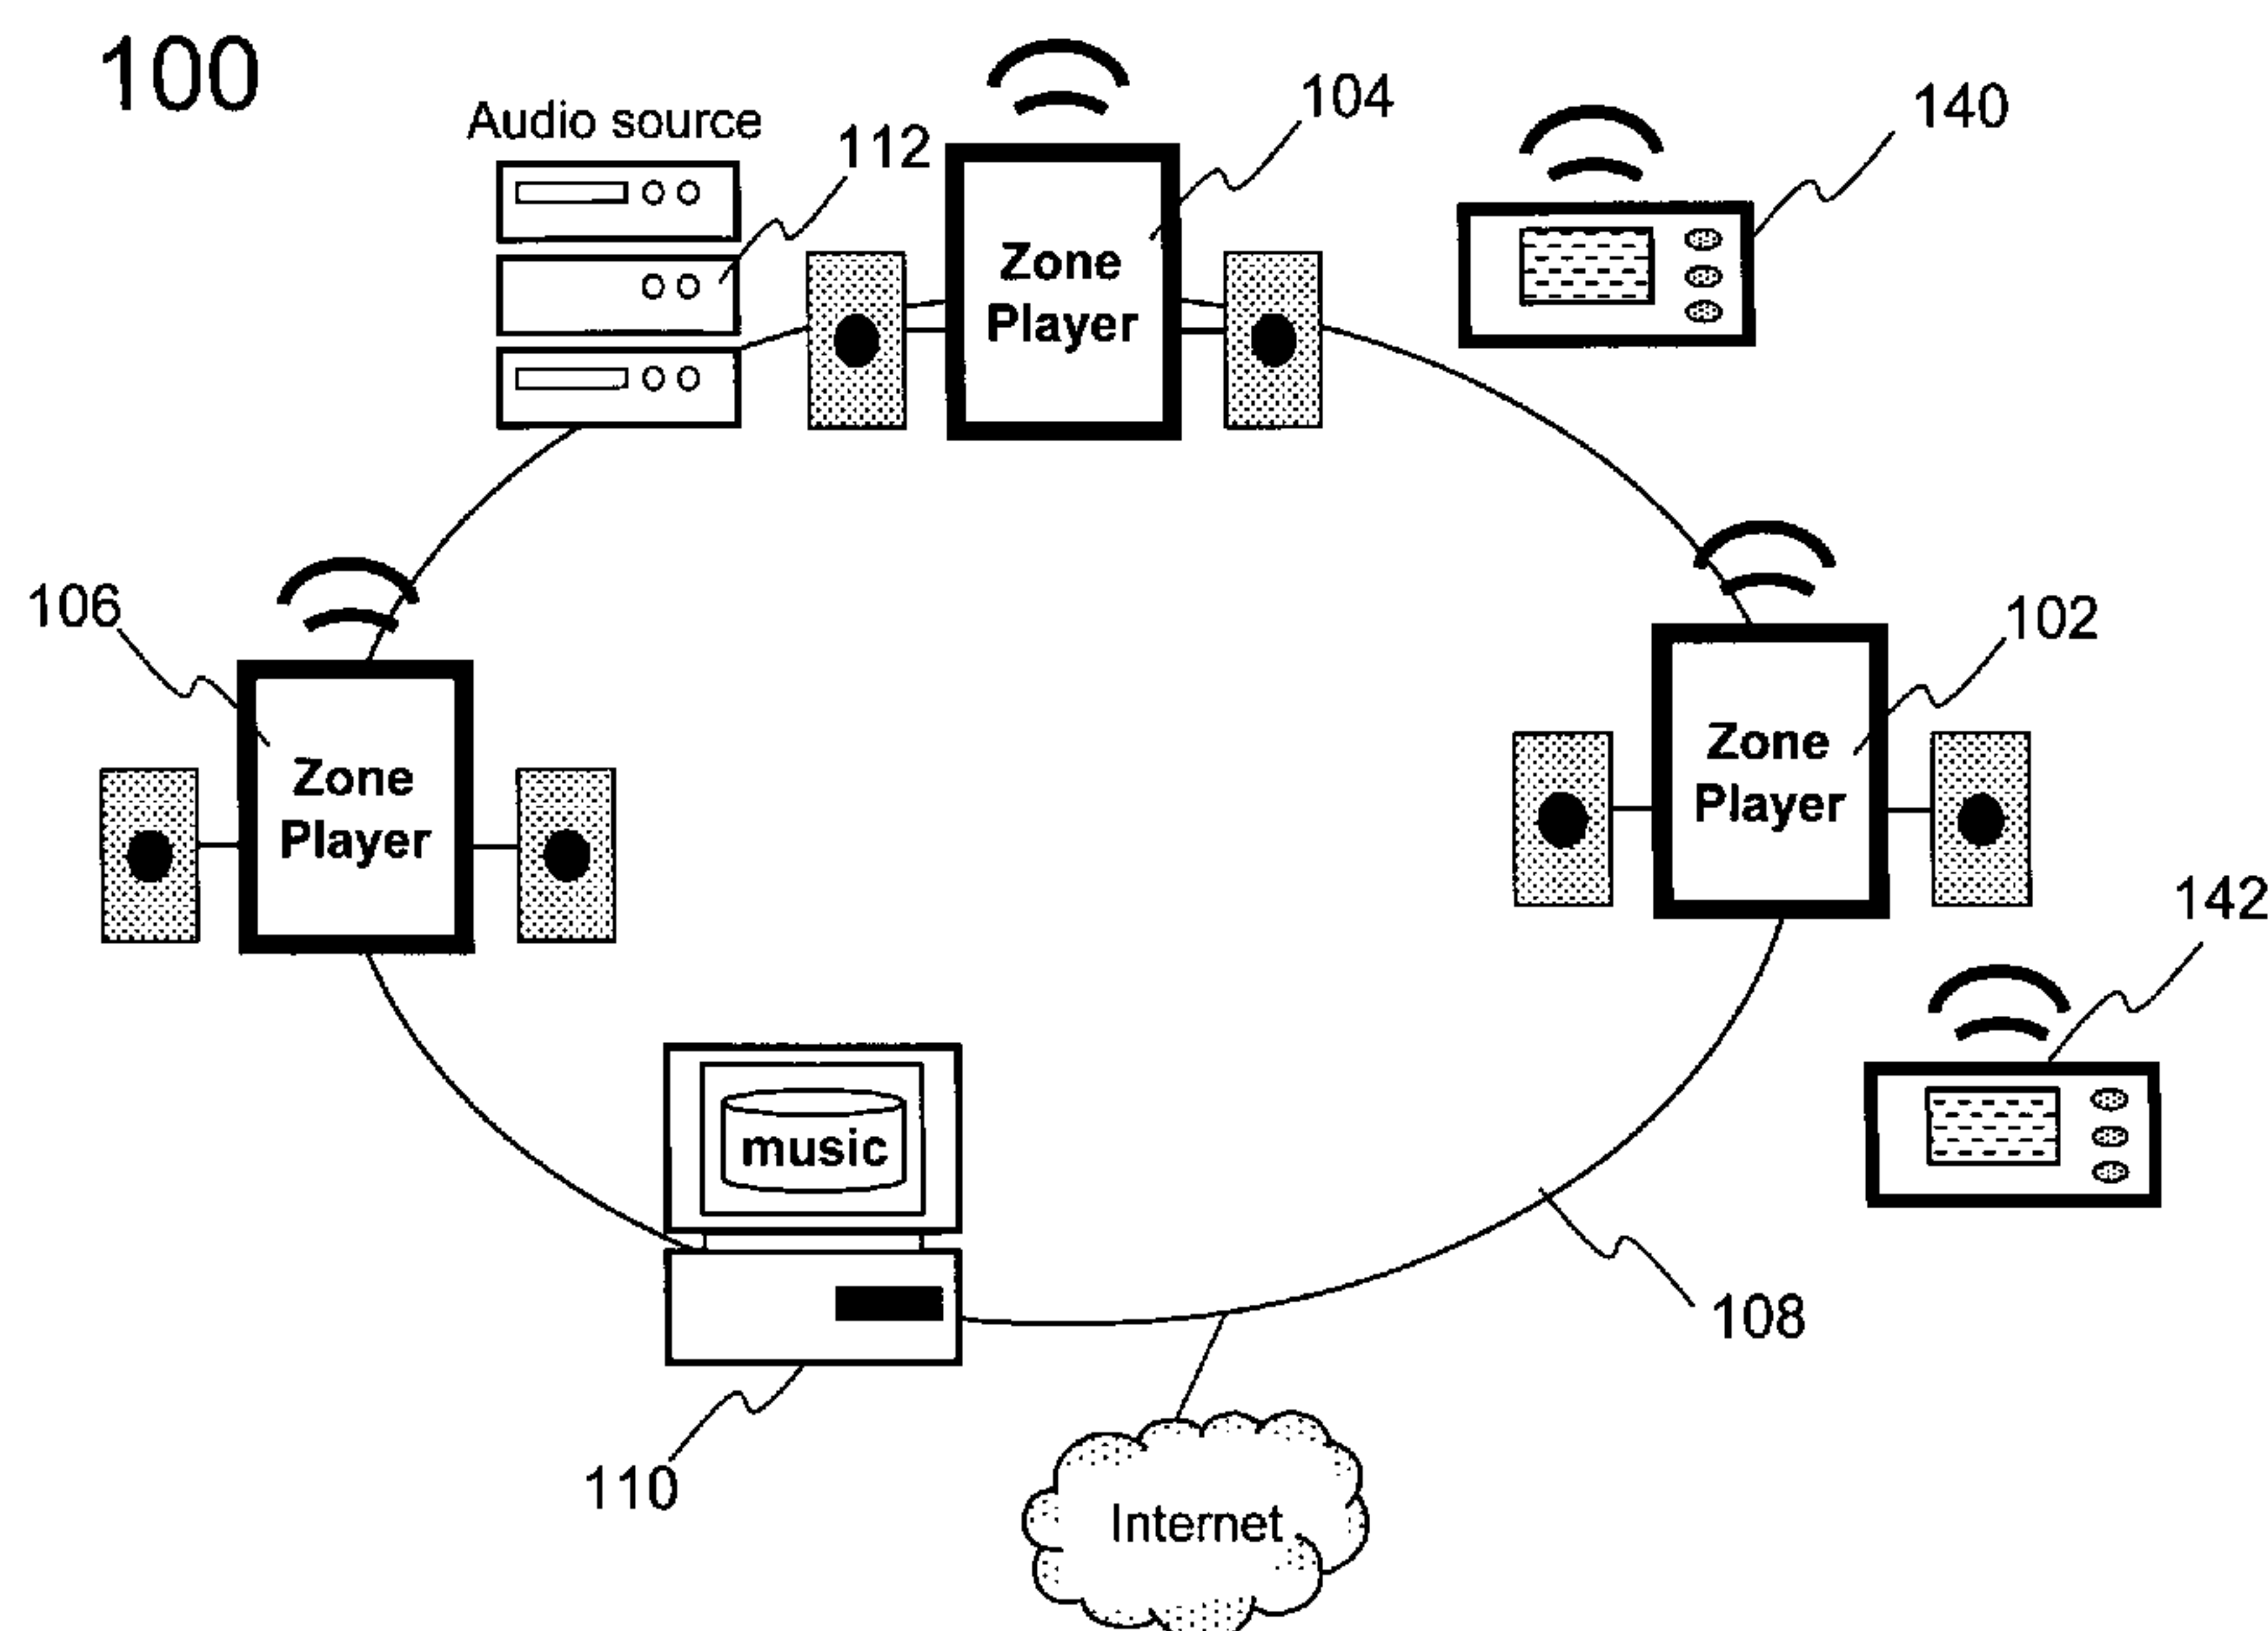 100
Audio source
112
104
140
Zone
Player
106
102
Zone
Player
Zone
Player
142
music
108
110
Internet